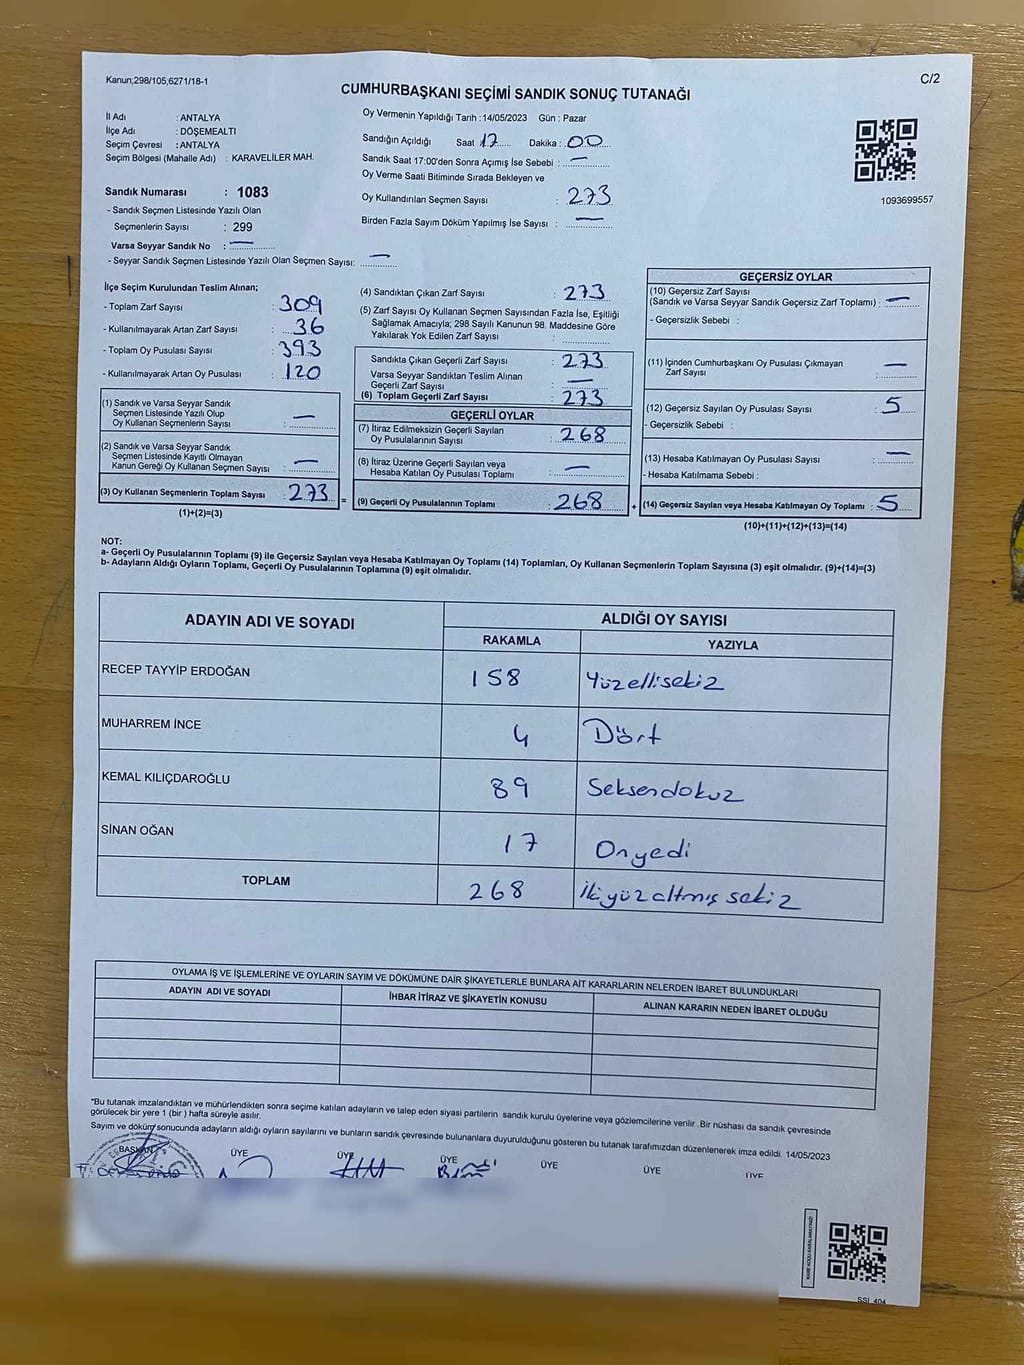 Kanun;298/105,6271/18-1
C/2
CUMHURBAŞKANI SEÇİMİ SANDIK SONUÇ TUTANAĞI
İl Adı : ANTALYA
İlçe Adı : DÖŞEMEALTI
Seçim Çevresi : ANTALYA
Seçim Bölgesi (Mahalle Adı) : KARAVELİLER MAH.
Sandık Numarası : 1083
- Sandık Seçmen Listesinde Yazılı Olan
Seçmenlerin Sayısı : 299
Varsa Seyyar Sandık No : —
- Seyyar Sandık Seçmen Listesinde Yazılı Olan Seçmen Sayısı: —
Oy Vermenin Yapıldığı Tarih : 14/05/2023 Gün : Pazar
Sandığın Açıldığı Saat 17 Dakika : 00
Sandık Saat 17:00'den Sonra Açımış İse Sebebi : —
Oy Verme Saati Bitiminde Sırada Bekleyen ve
Oy Kullandırılan Seçmen Sayısı : 273
Birden Fazla Sayım Döküm Yapılmış İse Sayısı : —
1093699557
İlçe Seçim Kurulundan Teslim Alınan;
- Toplam Zarf Sayısı : 309
- Kullanılmayarak Artan Zarf Sayısı : 36
- Toplam Oy Pusulası Sayısı : 393
- Kullanılmayarak Artan Oy Pusulası : 120
(1) Sandık ve Varsa Seyyar Sandık
Seçmen Listesinde Yazılı Olup
Oy Kullanan Seçmenlerin Sayısı : —
(2) Sandık ve Varsa Seyyar Sandık
Seçmen Listesinde Kayıtlı Olmayan
Kanun Gereği Oy Kullanan Seçmen Sayısı : —
(3) Oy Kullanan Seçmenlerin Toplam Sayısı : 273 =
(1)+(2)=(3)
(4) Sandıktan Çıkan Zarf Sayısı : 273
(5) Zarf Sayısı Oy Kullanan Seçmen Sayısından Fazla İse, Eşitliği
Sağlamak Amacıyla; 298 Sayılı Kanunun 98. Maddesine Göre
Yakılarak Yok Edilen Zarf Sayısı :
Sandıkta Çıkan Geçerli Zarf Sayısı : 273
Varsa Seyyar Sandıktan Teslim Alınan
Geçerli Zarf Sayısı : —
(6) Toplam Geçerli Zarf Sayısı : 273
GEÇERLİ OYLAR
(7) İtiraz Edilmeksizin Geçerli Sayılan
Oy Pusulalarının Sayısı : 268
(8) İtiraz Üzerine Geçerli Sayılan veya
Hesaba Katılan Oy Pusulası Toplamı : —
(9) Geçerli Oy Pusulalarının Toplamı : 268 +
GEÇERSİZ OYLAR
(10) Geçersiz Zarf Sayısı
(Sandık ve Varsa Seyyar Sandık Geçersiz Zarf Toplamı) : —
- Geçersizlik Sebebi :
(11) İçinden Cumhurbaşkanı Oy Pusulası Çıkmayan
Zarf Sayısı : —
(12) Geçersiz Sayılan Oy Pusulası Sayısı : 5
- Geçersizlik Sebebi :
(13) Hesaba Katılmayan Oy Pusulası Sayısı : —
- Hesaba Katılmama Sebebi :
(14) Geçersiz Sayılan veya Hesaba Katılmayan Oy Toplamı : 5
(10)+(11)+(12)+(13)=(14)
NOT:
a- Geçerli Oy Pusulalarının Toplamı (9) ile Geçersiz Sayılan veya Hesaba Katılmayan Oy Toplamı (14) Toplamları, Oy Kullanan Seçmenlerin Toplam Sayısına (3) eşit olmalıdır. (9)+(14)=(3)
b- Adayların Aldığı Oyların Toplamı, Geçerli Oy Pusulalarının Toplamına (9) eşit olmalıdır.
ADAYIN ADI VE SOYADI
ALDIĞI OY SAYISI
RAKAMLA YAZIYLA
RECEP TAYYİP ERDOĞAN 158 Yüzellisekiz
MUHARREM İNCE 4 Dört
KEMAL KILIÇDAROĞLU 89 Seksendokuz
SİNAN OĞAN 17 Onyedi
TOPLAM 268 İkiyüzaltmış sekiz
OYLAMA İŞ VE İŞLEMLERİNE VE OYLARIN SAYIM VE DÖKÜMÜNE DAİR ŞİKAYETLERLE BUNLARA AİT KARARLARIN NELERDEN İBARET BULUNDUKLARI
ADAYIN ADI VE SOYADI İHBAR İTİRAZ VE ŞİKAYETİN KONUSU ALINAN KARARIN NEDEN İBARET OLDUĞU
*Bu tutanak imzalandıktan ve mühürlendikten sonra seçime katılan adayların ve talep eden siyasi partilerin sandık kurulu üyelerine veya gözlemcilerine verilir. Bir nüshası da sandık çevresinde
görülecek bir yere 1 (bir ) hafta süreyle asılır.
Sayım ve döküm sonucunda adayların aldığı oyların sayılarını ve bunların sandık çevresinde bulunanlara duyurulduğunu gösteren bu tutanak tarafımızdan düzenlenerek imza edildi. 14/05/2023
BAŞKAN ÜYE ÜYE ÜYE ÜYE ÜYE ÜYE